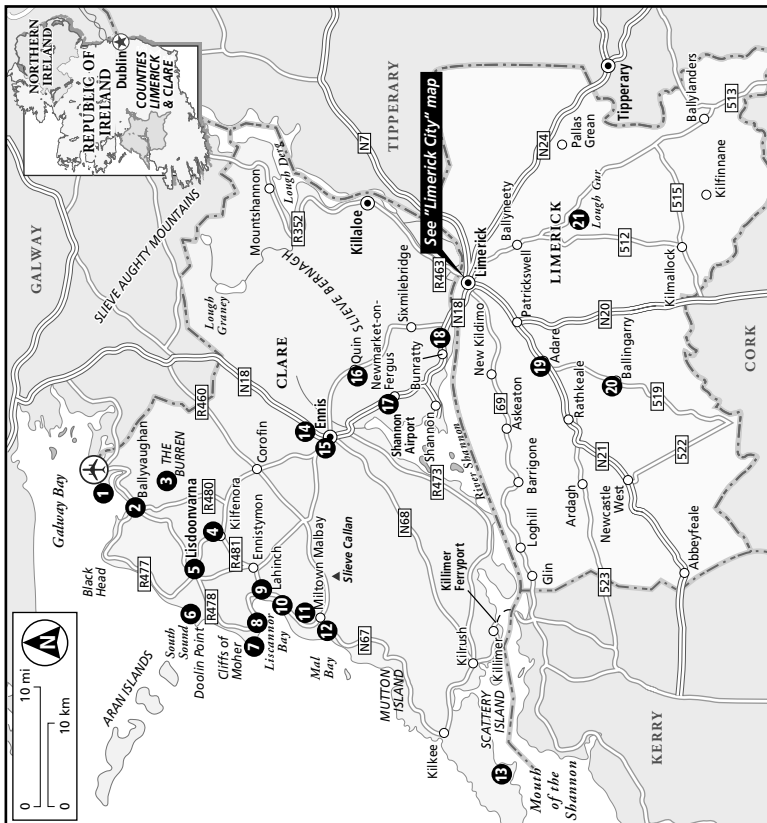 0
10 mi
0
10 km
N
NORTHERN
IRELAND
REPUBLIC OF
IRELAND
Dublin
COUNTIES
LIMERICK
& CLARE
GALWAY
SLIEVE AUGHTY MOUNTAINS
Galway Bay
Black
Head
1
2
Ballyvaughan
3
THE
BURREN
R477
R480
R460
N18
ARAN ISLANDS
South
Sound
Doolin Point
6
5
Lisdoonvarna
4
Kilfenora
R478
R481
Corofin
Cliffs of
Moher
7
8
9
Lahinch
Ennistymon
Liscannor
Bay
10
11
Miltown Malbay
12
Mal
Bay
Slieve Callan
N67
MUTTON
ISLAND
Lough
Graney
SLIEVE BERNAGH
Mountshannon
Lough Derg
R352
Killaloe
N7
TIPPERARY
CLARE
14
Ennis
15
16
Quin
Newmarket-on-
Fergus
17
Sixmilebridge
Bunratty
18
Shannon
Airport
Shannon
R463
N18
See "Limerick City" map
Limerick
R473
River Shannon
N68
Kilkee
Kilrush
Killimer
Killimer
Ferryport
SCATTERY
ISLAND
13
Mouth
of the
Shannon
Glin
Loghill
Barrigone
Askeaton
69
New Kildimo
Patrickswell
Ballyneety
N24
Pallas
Grean
Tipperary
LIMERICK
21
Lough Gur
512
19
Adare
Rathkeale
20
Ballingarry
519
N20
N21
Ardagh
Newcastle
West
522
523
Abbeyfeale
Kilmallock
515
Kilfinnane
Ballylanders
513
KERRY
CORK